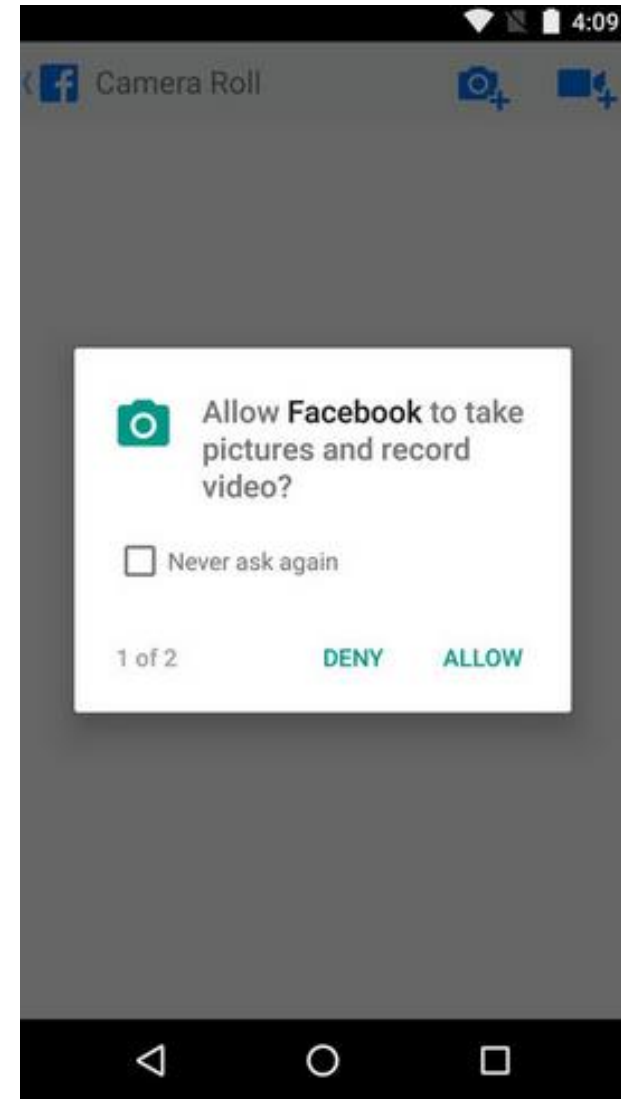 4:09
Camera Roll
Allow Facebook to take
pictures and record
video?
Never ask again
1 of 2 DENY ALLOW